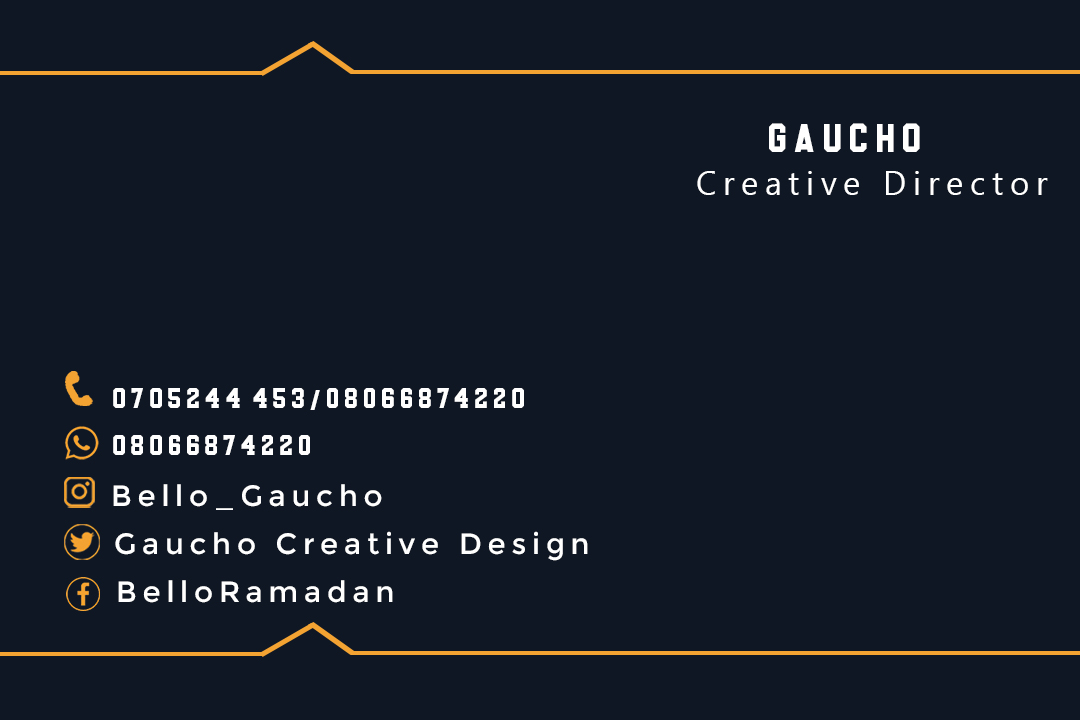 GAUCHO
Creative Director
0705244 453/08066874220
08066874220
Bello_Gaucho
Gaucho Creative Design
BelloRamadan